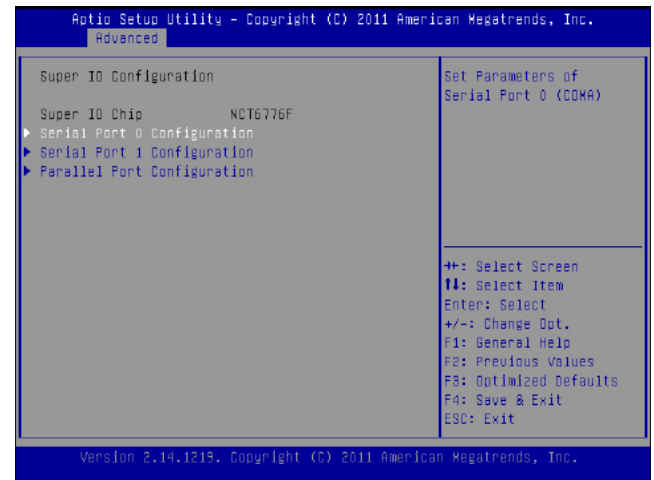 Aptio Setup Utility - Copyright (C) 2011 American Megatrends, Inc.
Advanced
Super IO Configuration
Super IO Chip NCT6776F
Serial Port 0 Configuration
Serial Port 1 Configuration
Parallel Port Configuration
Set Parameters of
Serial Port 0 (COMA)
→←: Select Screen
↑↓: Select Item
Enter: Select
+/-: Change Opt.
F1: General Help
F2: Previous Values
F3: Optimized Defaults
F4: Save & Exit
ESC: Exit
Version 2.14.1219. Copyright (C) 2011 American Megatrends, Inc.